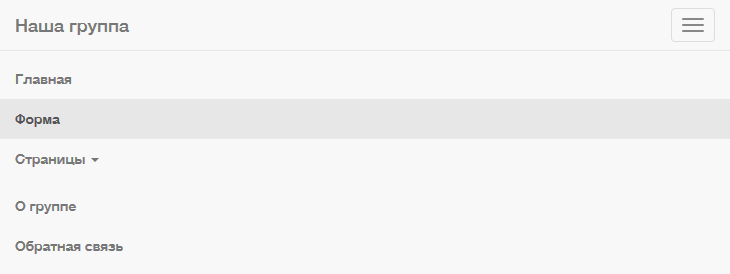 Наша группа
Главная
Форма
Страницы
О группе
Обратная связь